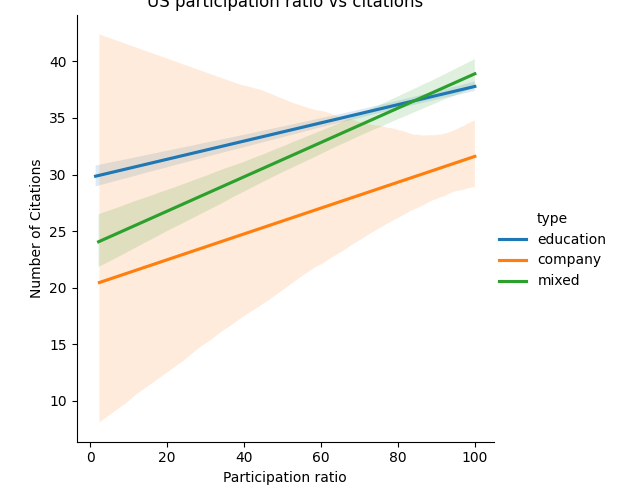 US participation ratio vs citations
40
35
30
25
20
15
10
Number of Citations
0 20 40 60 80 100
Participation ratio
type
education
company
mixed